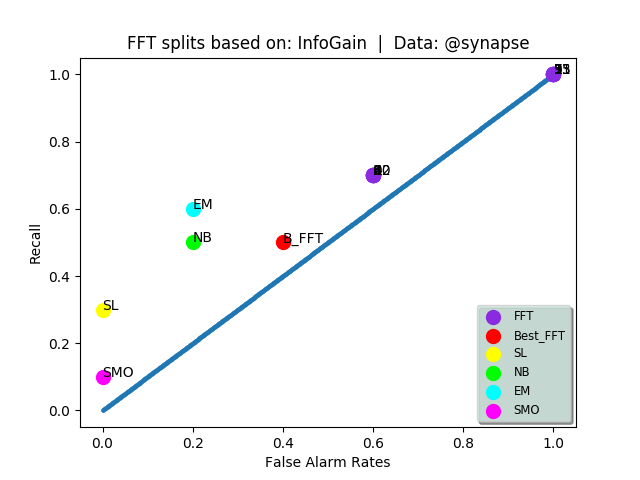 FFT splits based on: InfoGain | Data: @synapse
Recall
1.0
0.8
0.6
0.4
0.2
0.0
EM
NB
B_FFT
SL
SMO
FFT
Best_FFT
SL
NB
EM
SMO
0.0 0.2 0.4 0.6 0.8 1.0
False Alarm Rates